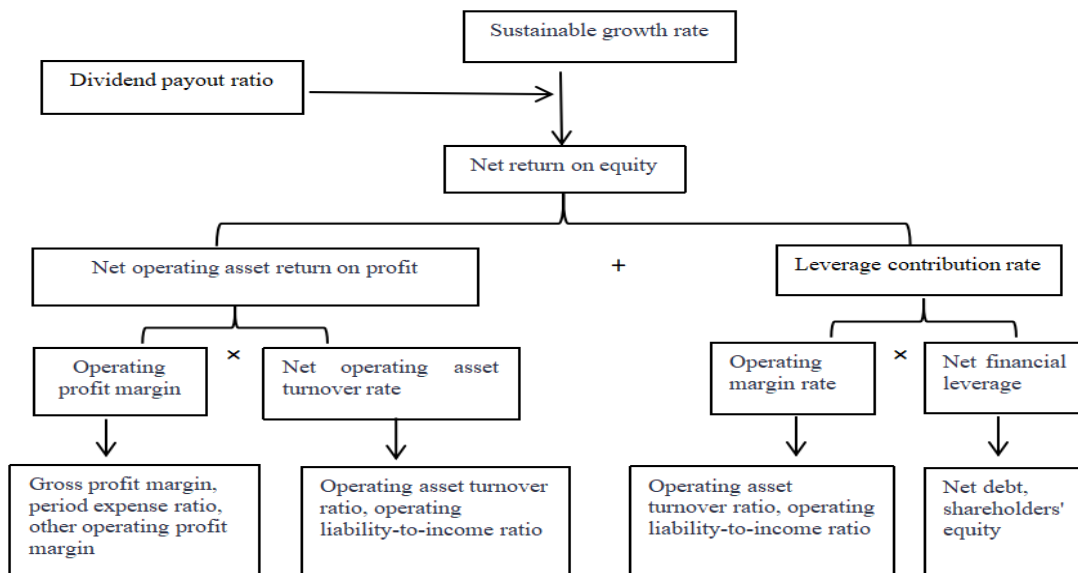 Sustainable growth rate
Dividend payout ratio
Net return on equity
Net operating asset return on profit
+
Leverage contribution rate
Operating
profit margin
×
Net operating asset
turnover rate
Operating
margin rate
×
Net financial
leverage
Gross profit margin,
period expense ratio,
other operating profit
margin
Operating asset turnover
ratio, operating
liability-to-income ratio
Operating asset
turnover ratio, operating
liability-to-income ratio
Net debt,
shareholders'
equity